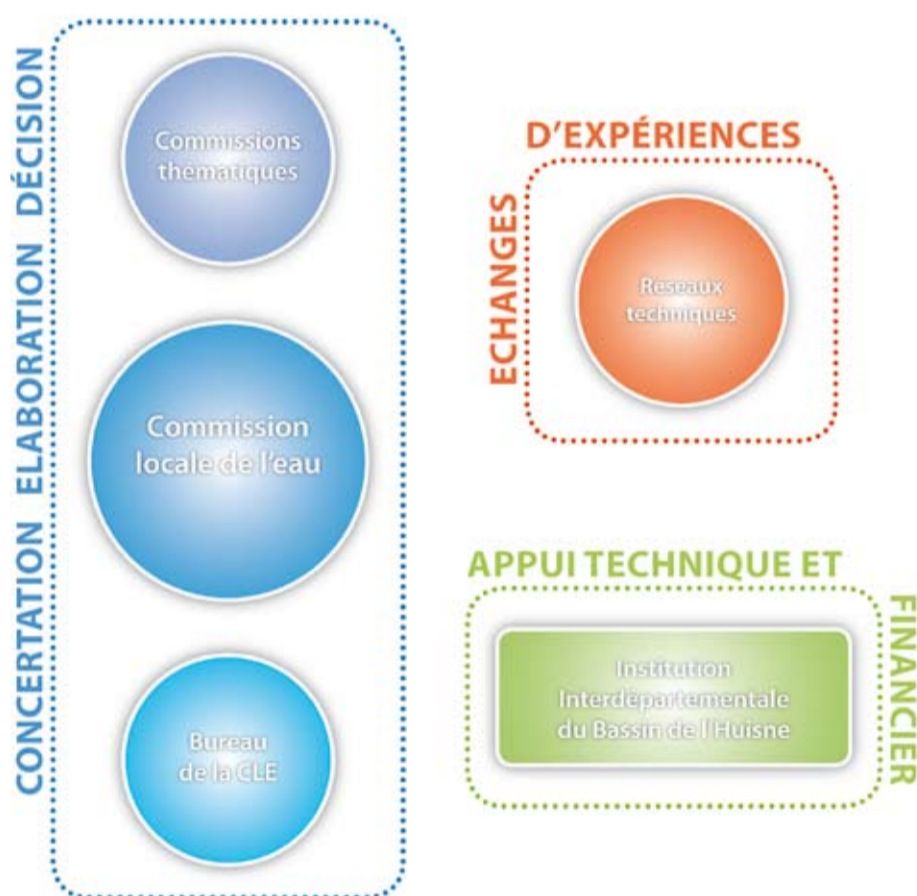 CONCERTATION ELABORATION DÉCISION
Commissions
thématiques
Commission
locale de l'eau
Bureau
de la CLE
ECHANGES
D'EXPÉRIENCES
Réseaux
techniques
APPUI TECHNIQUE ET
FINANCIER
Institution
Interdépartementale
du Bassin de l'Huisne